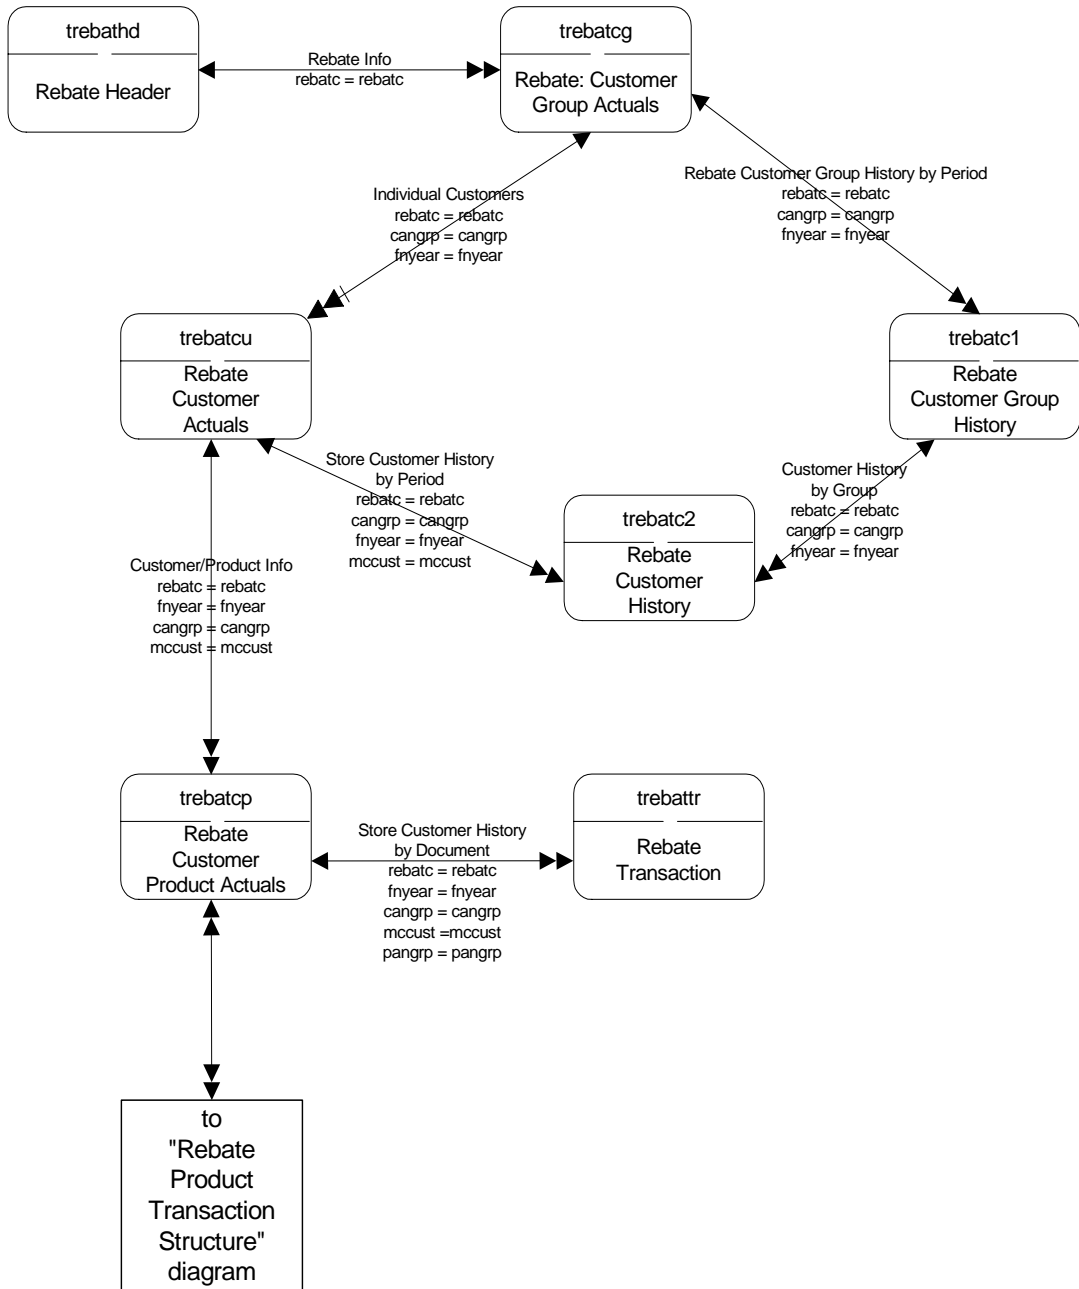 trebathd
Rebate Header
Rebate Info
rebatc = rebatc
trebatcg
Rebate: Customer
Group Actuals
Individual Customers
rebatc = rebatc
cangrp = cangrp
fnyear = fnyear
Rebate Customer Group History by Period
rebatc = rebatc
cangrp = cangrp
fnyear = fnyear
trebatcu
Rebate
Customer
Actuals
trebatc1
Rebate
Customer Group
History
Store Customer History
by Period
rebatc = rebatc
cangrp = cangrp
fnyear = fnyear
mccust = mccust
trebatc2
Rebate
Customer
History
Customer History
by Group
rebatc = rebatc
cangrp = cangrp
fnyear = fnyear
Customer/Product Info
rebatc = rebatc
fnyear = fnyear
cangrp = cangrp
mccust = mccust
trebatcp
Rebate
Customer
Product Actuals
Store Customer History
by Document
rebatc = rebatc
fnyear = fnyear
cangrp = cangrp
mccust =mccust
pangrp = pangrp
trebattr
Rebate
Transaction
to
"Rebate
Product
Transaction
Structure"
diagram